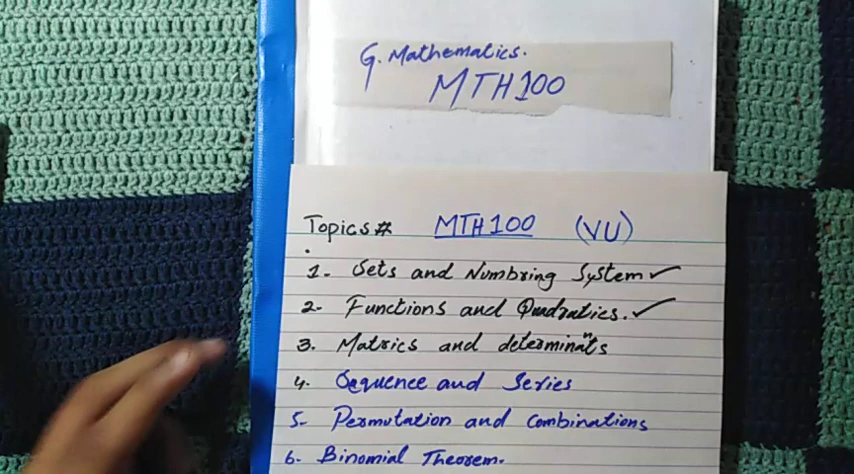 G. Mathematics.
MTH100
Topics# MTH100 (VU)
1- Sets and Numbring System✓
2- Functions and Quadratics.✓
3. Matrics and determinants
4. Sequence and Series
5- Permutation and Combinations
6- Binomial Theorem.